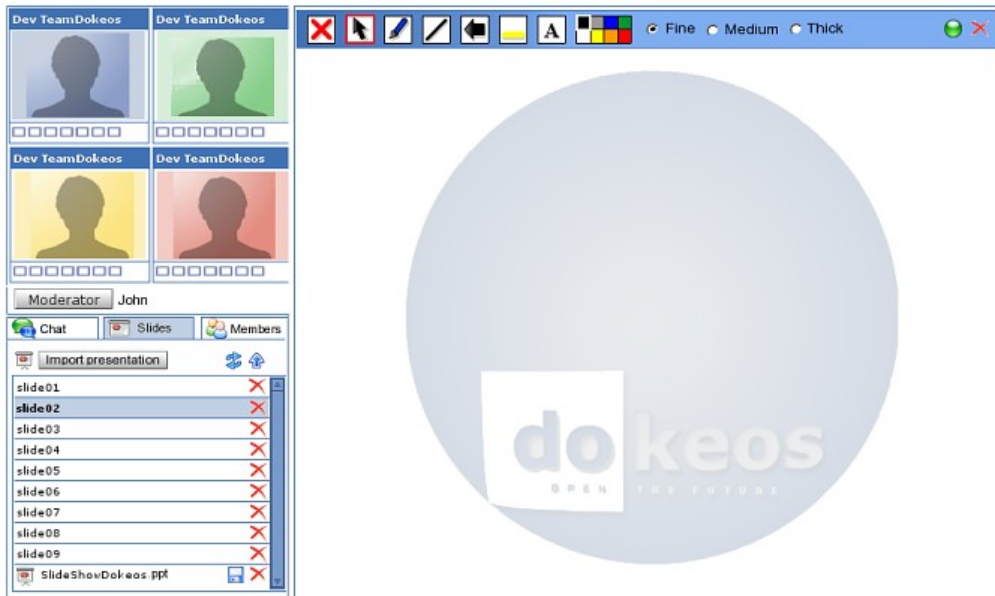 Dev TeamDokeos
Dev TeamDokeos
Dev TeamDokeos
Dev TeamDokeos
Moderator John
Chat Slides Members
Import presentation
slide01
slide02
slide03
slide04
slide05
slide06
slide07
slide08
slide09
SlideShowDokeos.ppt
A Fine Medium Thick
dokeos
OPEN THE FUTURE